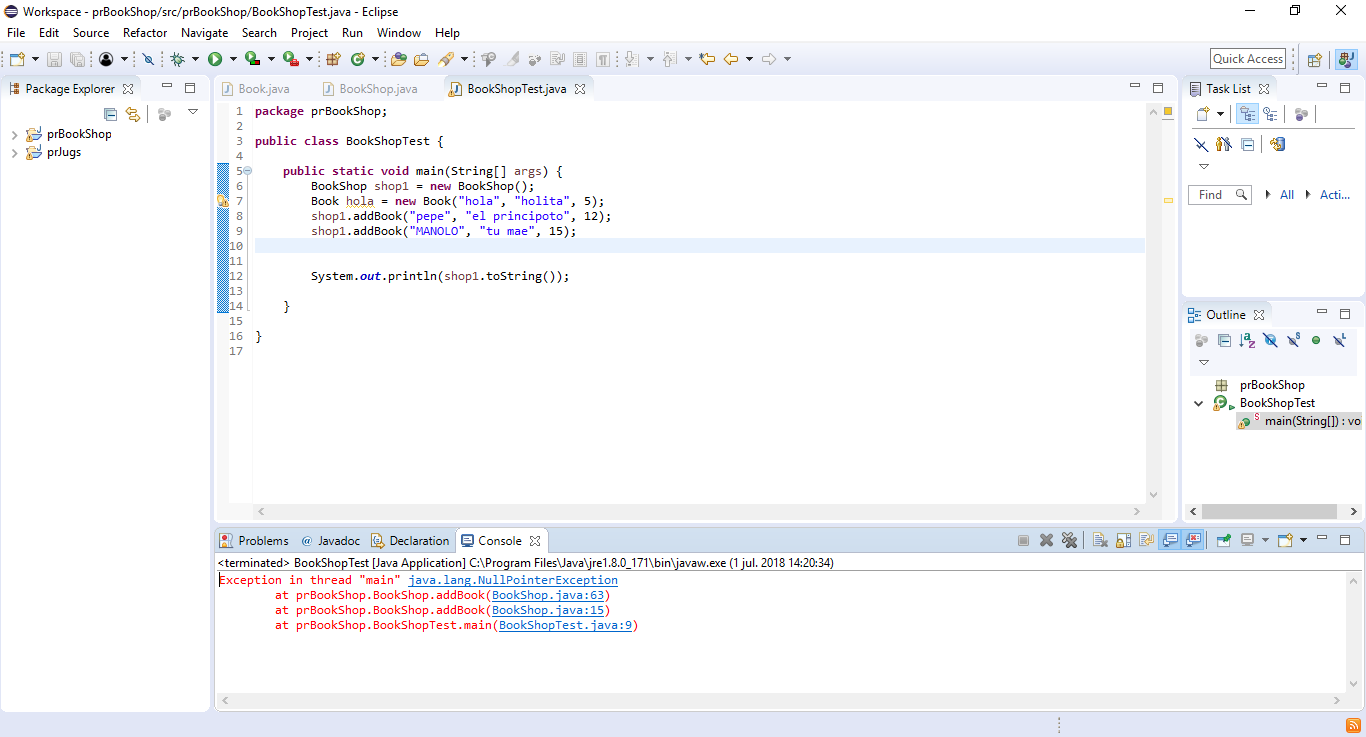 Workspace - prBookShop/src/prBookShop/BookShopTest.java - Eclipse
File Edit Source Refactor Navigate Search Project Run Window Help
Quick Access
Package Explorer
prBookShop
prJugs
Book.java BookShop.java BookShopTest.java
1 package prBookShop;
2
3 public class BookShopTest {
4
5 public static void main(String[] args) {
6 BookShop shop1 = new BookShop();
7 Book hola = new Book("hola", "holita", 5);
8 shop1.addBook("pepe", "el principoto", 12);
9 shop1.addBook("MANOLO", "tu mae", 15);
10
11
12 System.out.println(shop1.toString());
13
14 }
15
16 }
17
Task List
Find All Acti...
Outline
prBookShop
BookShopTest
main(String[]) : vo
Problems @ Javadoc Declaration Console
<terminated> BookShopTest [Java Application] C:\Program Files\Java\jre1.8.0_171\bin\javaw.exe (1 jul. 2018 14:20:34)
Exception in thread "main" java.lang.NullPointerException
at prBookShop.BookShop.addBook(BookShop.java:63)
at prBookShop.BookShop.addBook(BookShop.java:15)
at prBookShop.BookShopTest.main(BookShopTest.java:9)